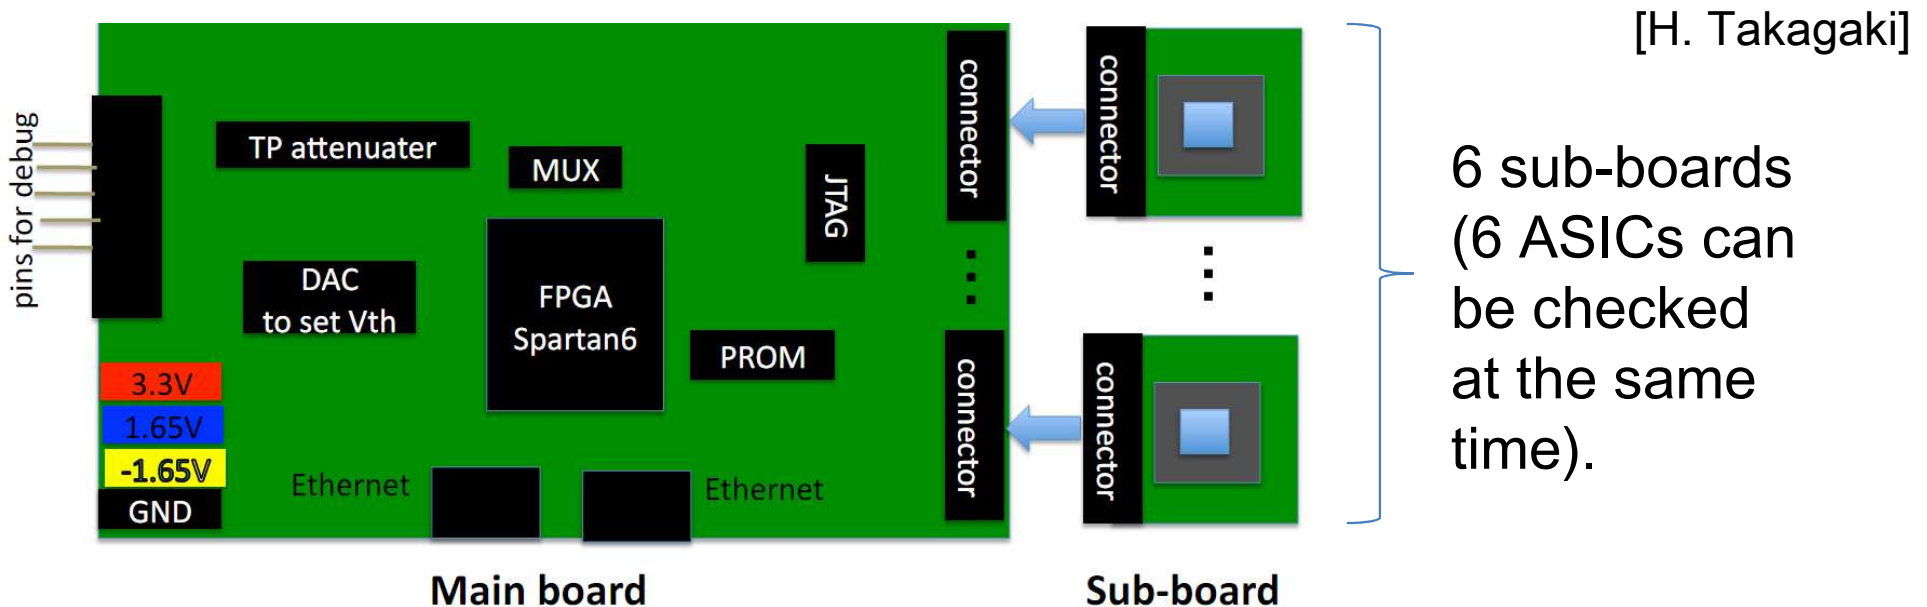 [H. Takagaki]
pins for debug
TP attenuater
MUX
JTAG
connector
connector
DAC
to set Vth
FPGA
Spartan6
PROM
connector
connector
3.3V
1.65V
-1.65V
GND
Ethernet
Ethernet
Main board
Sub-board
6 sub-boards
(6 ASICs can
be checked
at the same
time).